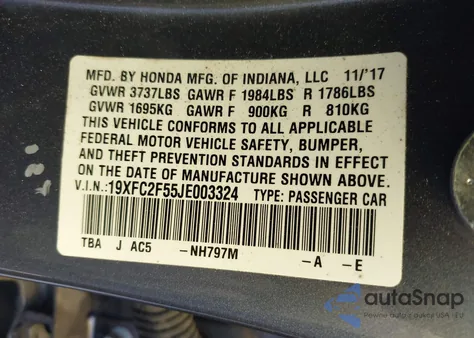 MFD. BY HONDA MFG. OF INDIANA, LLC 11/'17
GVWR 3737LBS GAWR F 1984LBS R 1786LBS
GVWR 1695KG GAWR F 900KG R 810KG
THIS VEHICLE CONFORMS TO ALL APPLICABLE
FEDERAL MOTOR VEHICLE SAFETY, BUMPER,
AND THEFT PREVENTION STANDARDS IN EFFECT
ON THE DATE OF MANUFACTURE SHOWN ABOVE.
V.I.N.:19XFC2F55JE003324 TYPE: PASSENGER CAR
TBA J AC5 -NH797M -A -E
autoSnap